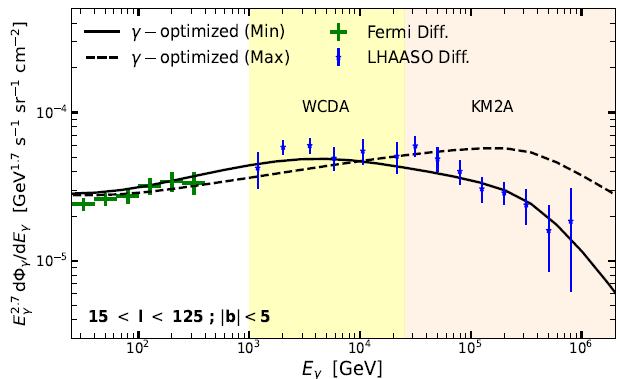 γ − optimized (Min)
γ − optimized (Max)
Fermi Diff.
LHAASO Diff.
WCDA
KM2A
15 < l < 125 ; |b| < 5
10⁻⁴
10⁻⁵
E_γ^2.7 dΦ_γ/dE_γ [GeV^1.7 s⁻¹ sr⁻¹ cm⁻²]
10² 10³ 10⁴ 10⁵ 10⁶
E_γ [GeV]